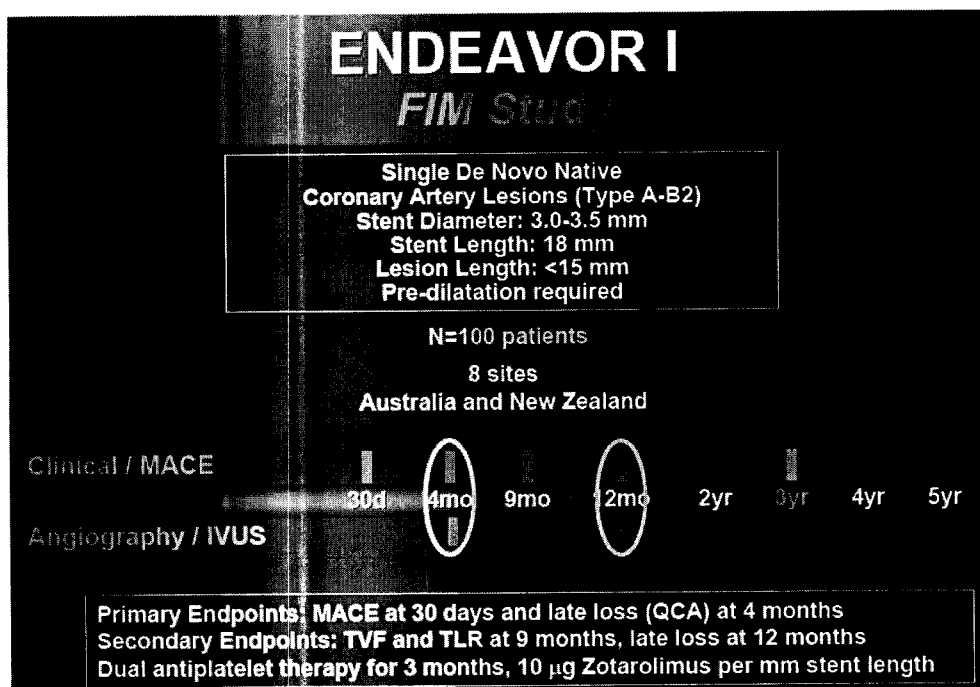 ENDEAVOR I
FIM Study
Single De Novo Native
Coronary Artery Lesions (Type A-B2)
Stent Diameter: 3.0-3.5 mm
Stent Length: 18 mm
Lesion Length: <15 mm
Pre-dilatation required
N=100 patients
8 sites
Australia and New Zealand
Clinical / MACE
30d 4mo 9mo 12mo 2yr 3yr 4yr 5yr
Angiography / IVUS
Primary Endpoints: MACE at 30 days and late loss (QCA) at 4 months
Secondary Endpoints: TVF and TLR at 9 months, late loss at 12 months
Dual antiplatelet therapy for 3 months, 10 μg Zotarolimus per mm stent length